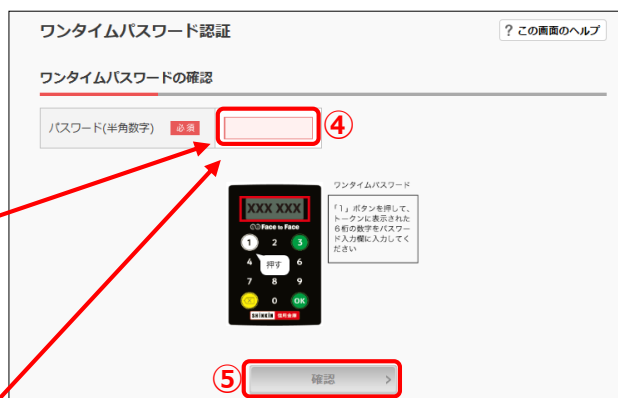 ワンタイムパスワード認証
? この画面のヘルプ
ワンタイムパスワードの確認
パスワード(半角数字) 必須
④
ワンタイムパスワード
「1」ボタンを押して、
トークンに表示された
6桁の数字をパスワー
ド入力欄に入力してく
ださい
XXX XXX
Face to Face
1 2 3
4 押す 6
7 8 9
0 OK
SHINKIN 信用金庫
⑤
確認 >